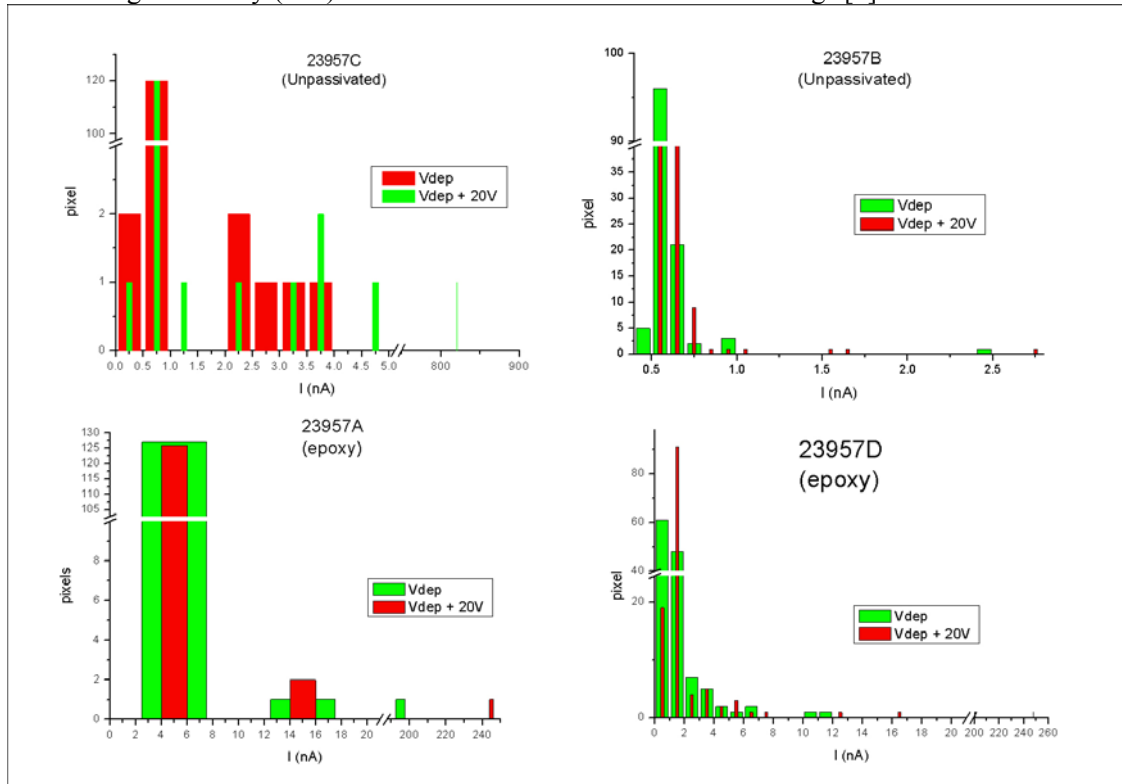 23957C
(Unpassivated)
120
100
2
1
0
pixel
Vdep
Vdep + 20V
0.0 0.5 1.0 1.5 2.0 2.5 3.0 3.5 4.0 4.5 5.0 800 900
I (nA)
23957B
(Unpassivated)
100
90
35
30
25
20
15
10
5
0
pixel
Vdep
Vdep + 20V
0.5 1.0 1.5 2.0 2.5
I (nA)
23957A
(epoxy)
130
125
120
115
110
105
8
6
4
2
0
pixels
Vdep
Vdep + 20V
0 2 4 6 8 10 12 14 16 18 20 200 240
I (nA)
23957D
(epoxy)
80
60
40
20
0
pixel
Vdep
Vdep + 20V
0 2 4 6 8 10 12 14 16 18 20 200 220 240 260
I (nA)